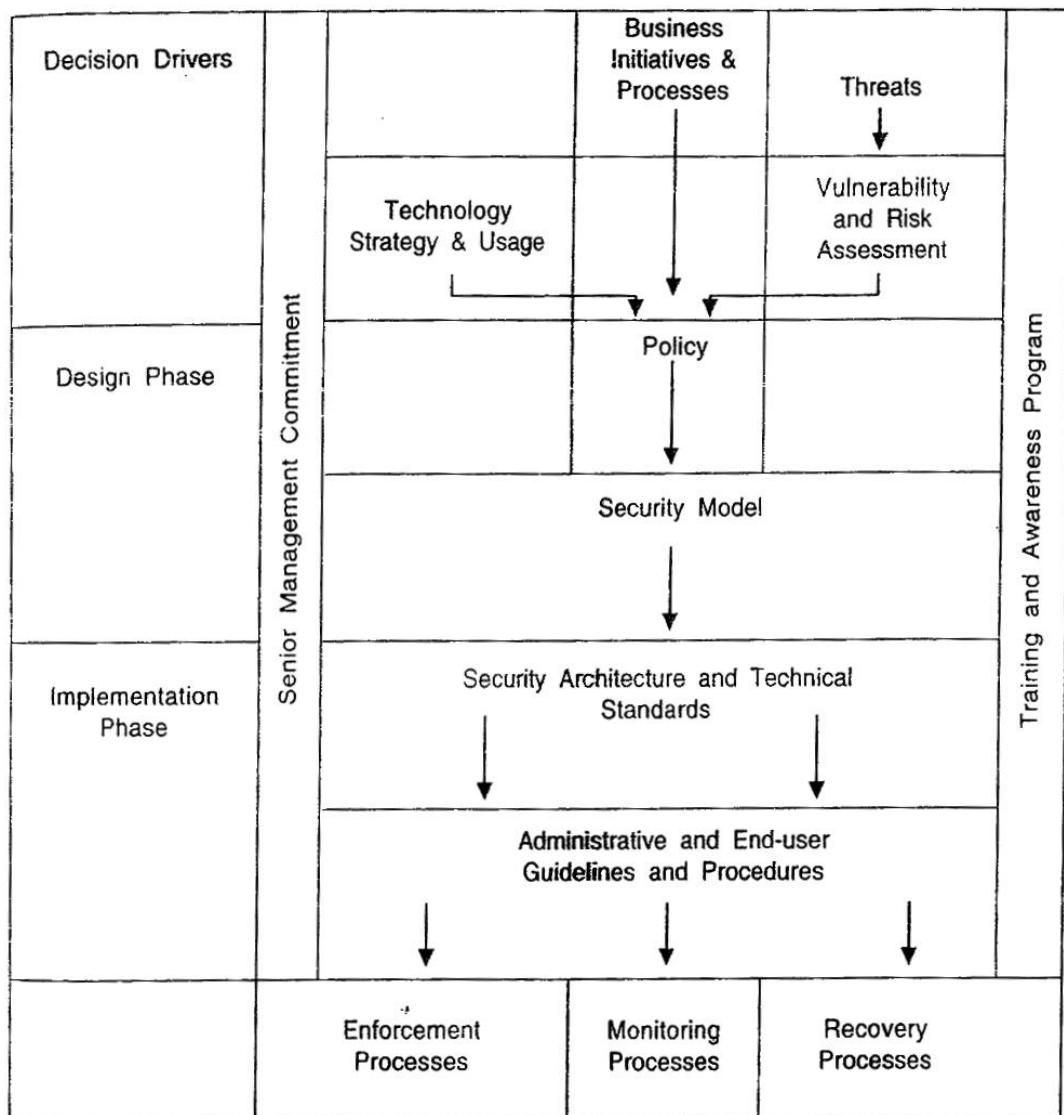 Decision Drivers
Business
Initiatives &
Processes
Threats
Technology
Strategy & Usage
Vulnerability
and Risk
Assessment
Senior Management Commitment
Training and Awareness Program
Design Phase
Policy
Security Model
Implementation
Phase
Security Architecture and Technical
Standards
Administrative and End-user
Guidelines and Procedures
Enforcement
Processes
Monitoring
Processes
Recovery
Processes